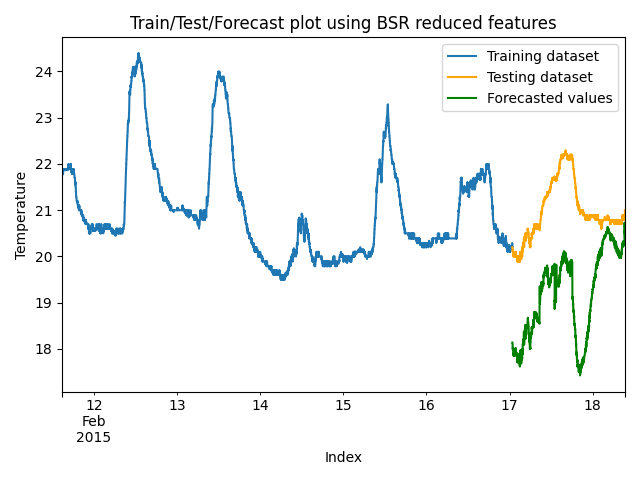 Train/Test/Forecast plot using BSR reduced features
Training dataset
Testing dataset
Forecasted values
Temperature
24
23
22
21
20
19
18
12
13
14
15
16
17
18
Feb
2015
Index